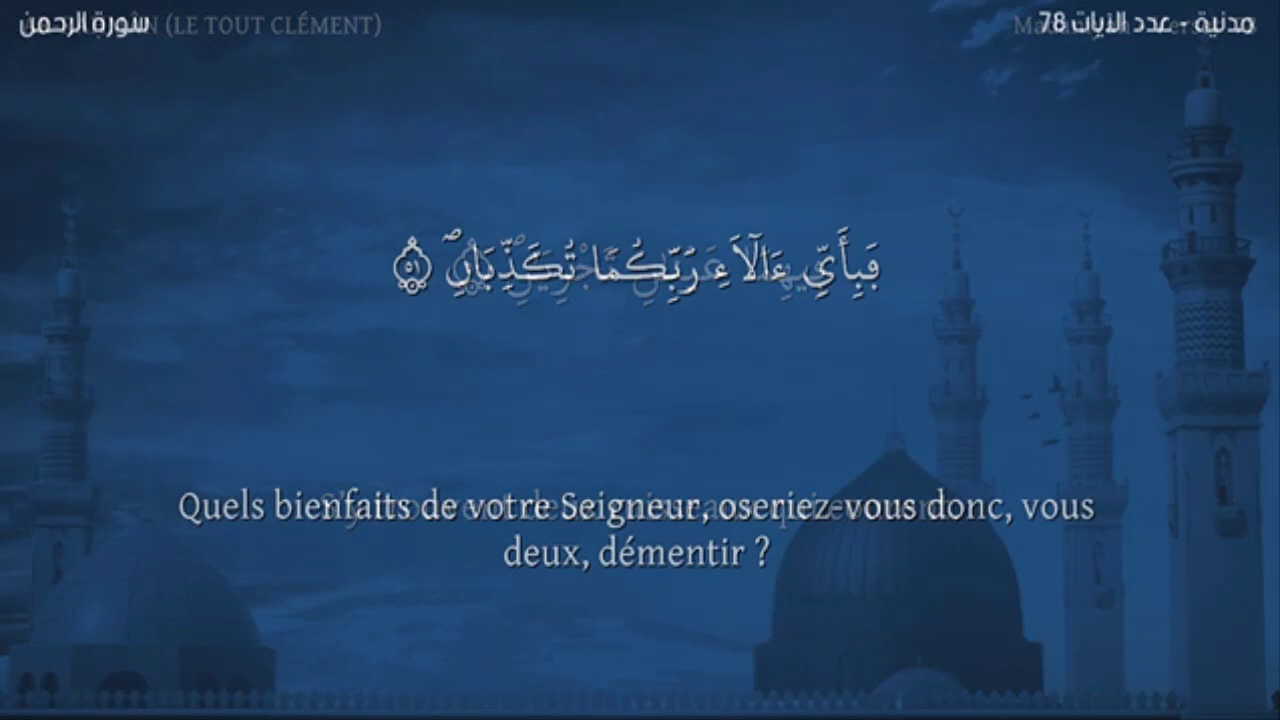 سورة الرحمن (LE TOUT CLÉMENT)
مدنية - عدد الآيات 78
فَبِأَيِّ ءَالَآءِ رَبِّكُمَا تُكَذِّبَانِ ۝٥١
Quels bienfaits de votre Seigneur, oseriez-vous donc, vous
deux, démentir ?